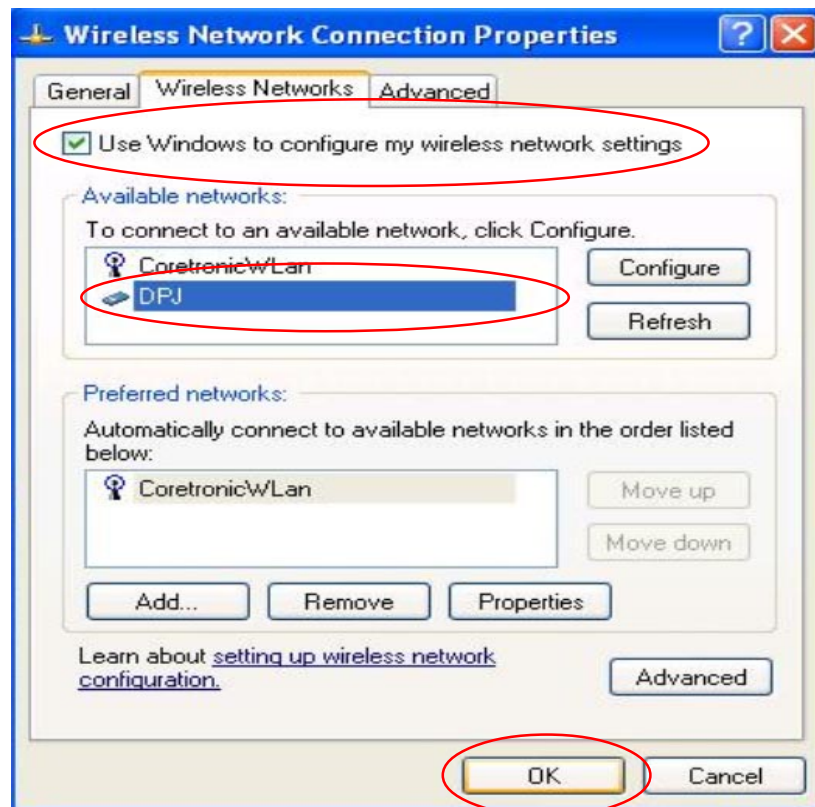 Wireless Network Connection Properties
?
General Wireless Networks Advanced
Use Windows to configure my wireless network settings
Available networks:
To connect to an available network, click Configure.
CoretronicWLan
DPJ
Configure
Refresh
Preferred networks:
Automatically connect to available networks in the order listed
below:
CoretronicWLan
Move up
Move down
Add... Remove Properties
Learn about setting up wireless network
configuration.
Advanced
OK Cancel